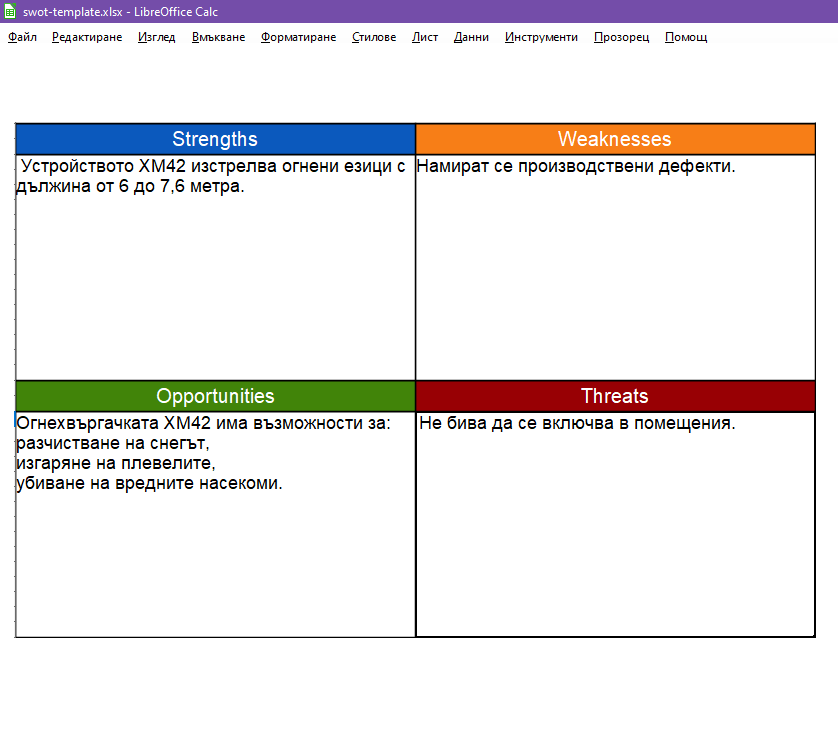 swot-template.xlsx - LibreOffice Calc
Файл Редактиране Изглед Вмъкване Форматиране Стилове Лист Данни Инструменти Прозорец Помощ
Strengths
Weaknesses
Устройството XM42 изстрелва огнени езици с
дължина от 6 до 7,6 метра.
Намират се производствени дефекти.
Opportunities
Threats
Огнехвъргачката XM42 има възможности за:
разчистване на снегът,
изгаряне на плевелите,
убиване на вредните насекоми.
Не бива да се включва в помещения.